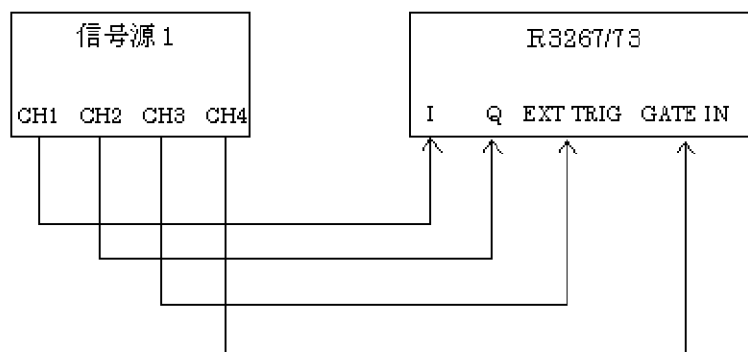 信号源1
R3267/73
CH1 CH2 CH3 CH4
I Q EXT TRIG GATE IN